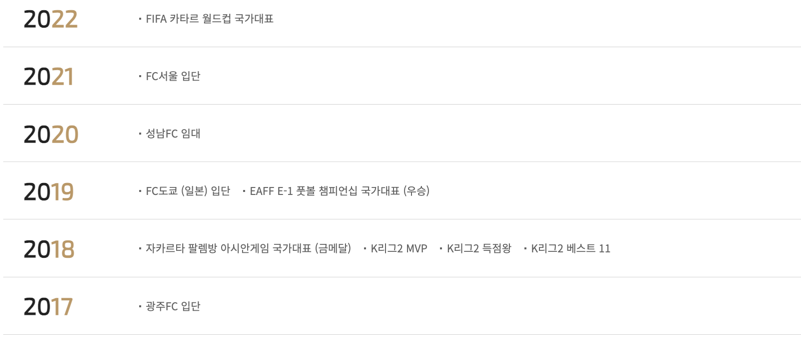 2022 · FIFA 카타르 월드컵 국가대표
2021 · FC서울 입단
2020 · 성남FC 임대
2019 · FC도쿄 (일본) 입단 · EAFF E-1 풋볼 챔피언십 국가대표 (우승)
2018 · 자카르타 팔렘방 아시안게임 국가대표 (금메달) · K리그2 MVP · K리그2 득점왕 · K리그2 베스트 11
2017 · 광주FC 입단